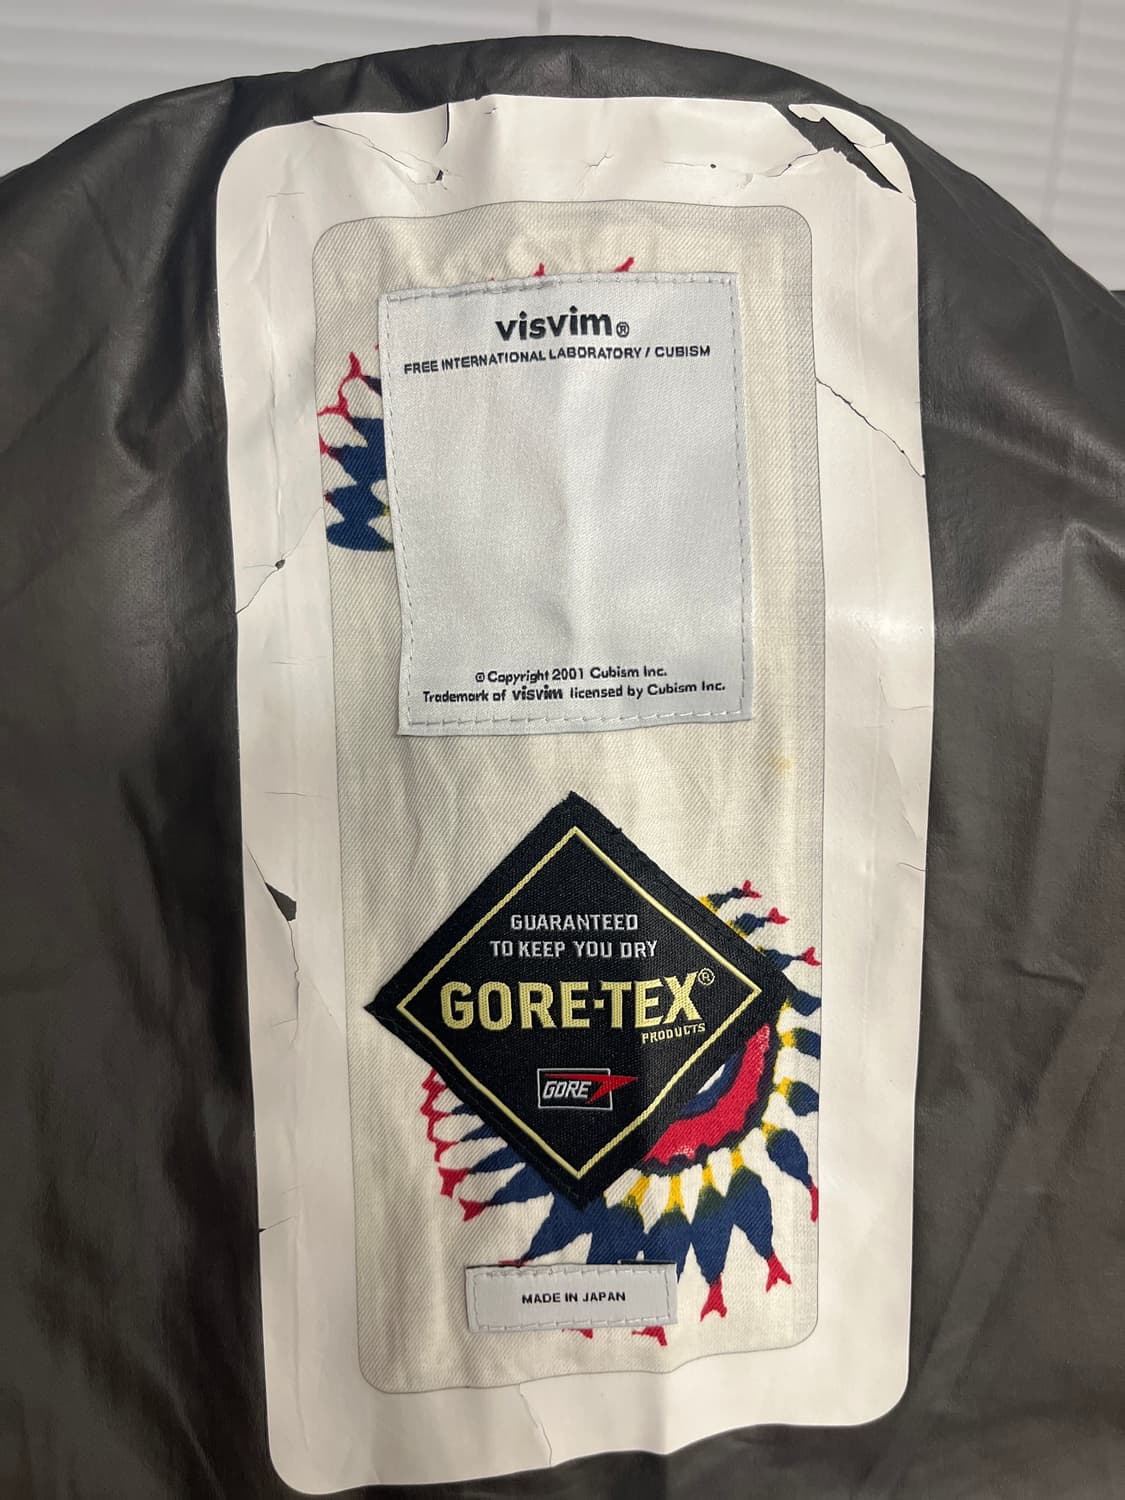 visvim®
FREE INTERNATIONAL LABORATORY / CUBISM
© Copyright 2001 Cubism Inc.
Trademark of visvim licensed by Cubism Inc.
GUARANTEED
TO KEEP YOU DRY
GORE-TEX®
PRODUCTS
GORE
MADE IN JAPAN